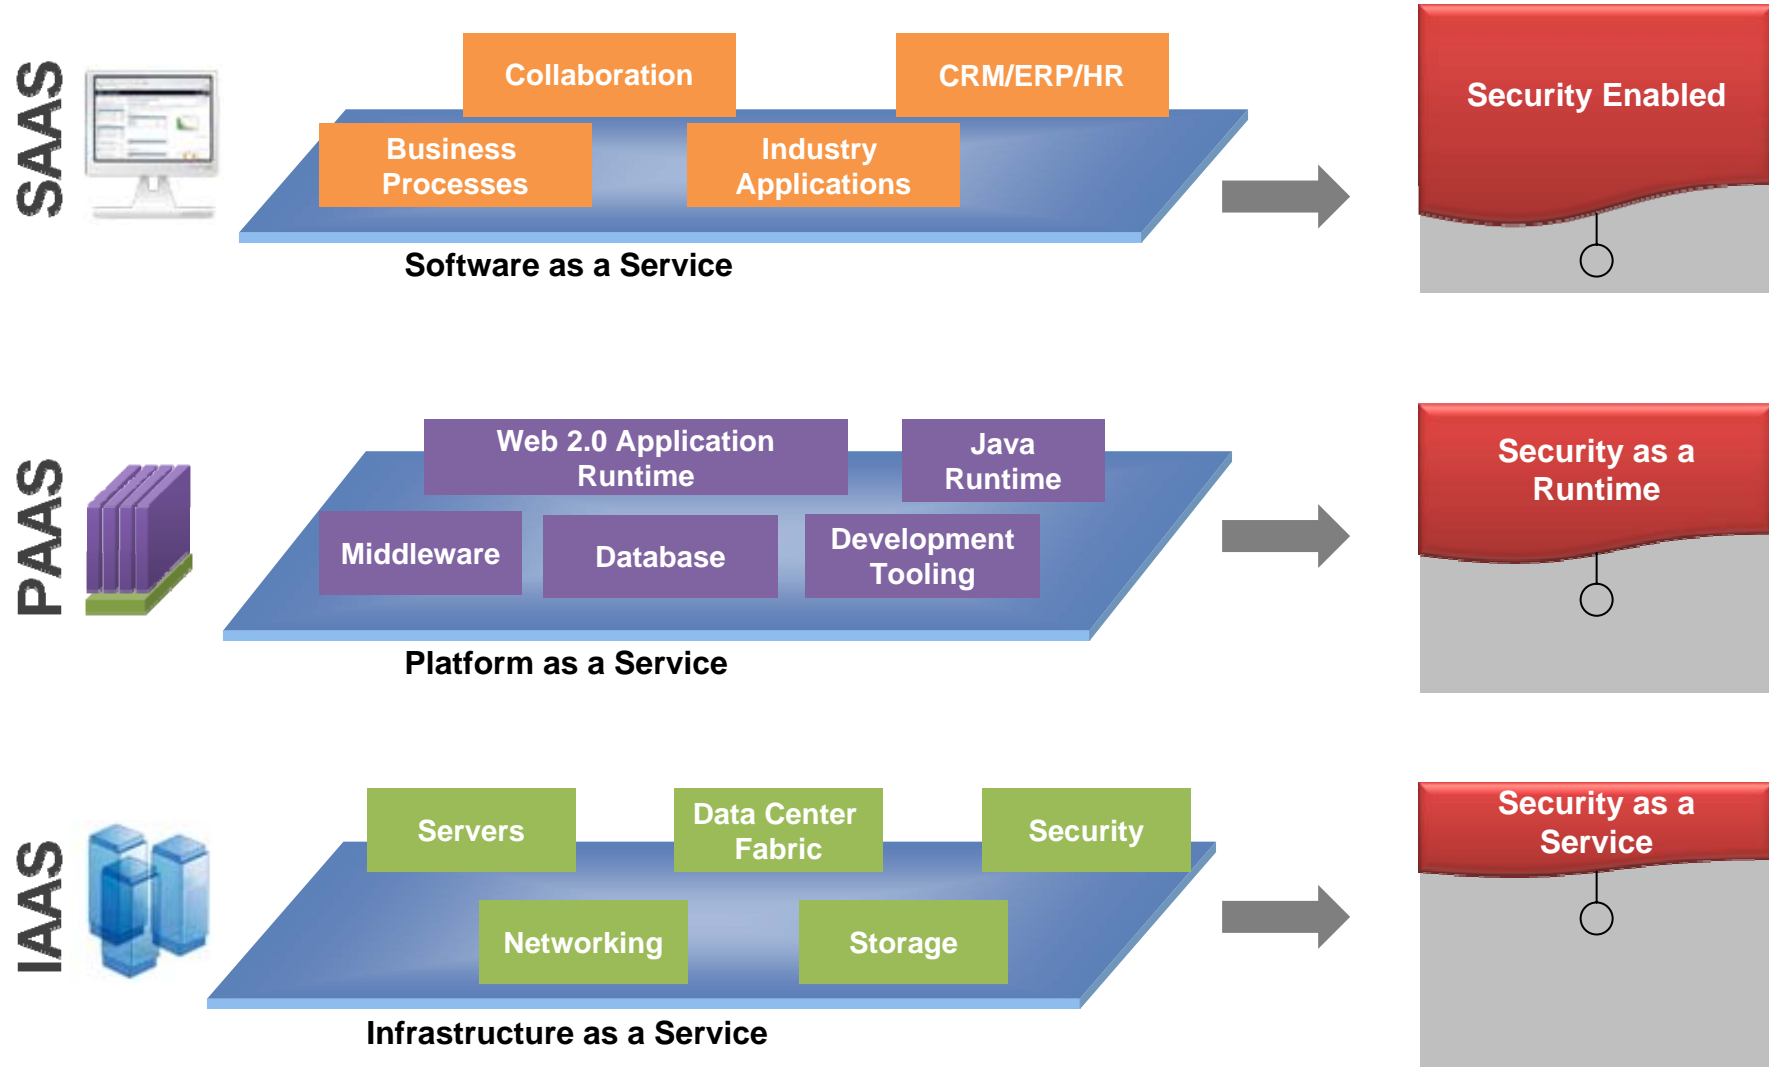 SAAS
Collaboration
CRM/ERP/HR
Business
Processes
Industry
Applications
Software as a Service
Security Enabled
PAAS
Web 2.0 Application
Runtime
Java
Runtime
Middleware
Database
Development
Tooling
Platform as a Service
Security as a
Runtime
IAAS
Servers
Data Center
Fabric
Security
Networking
Storage
Infrastructure as a Service
Security as a
Service